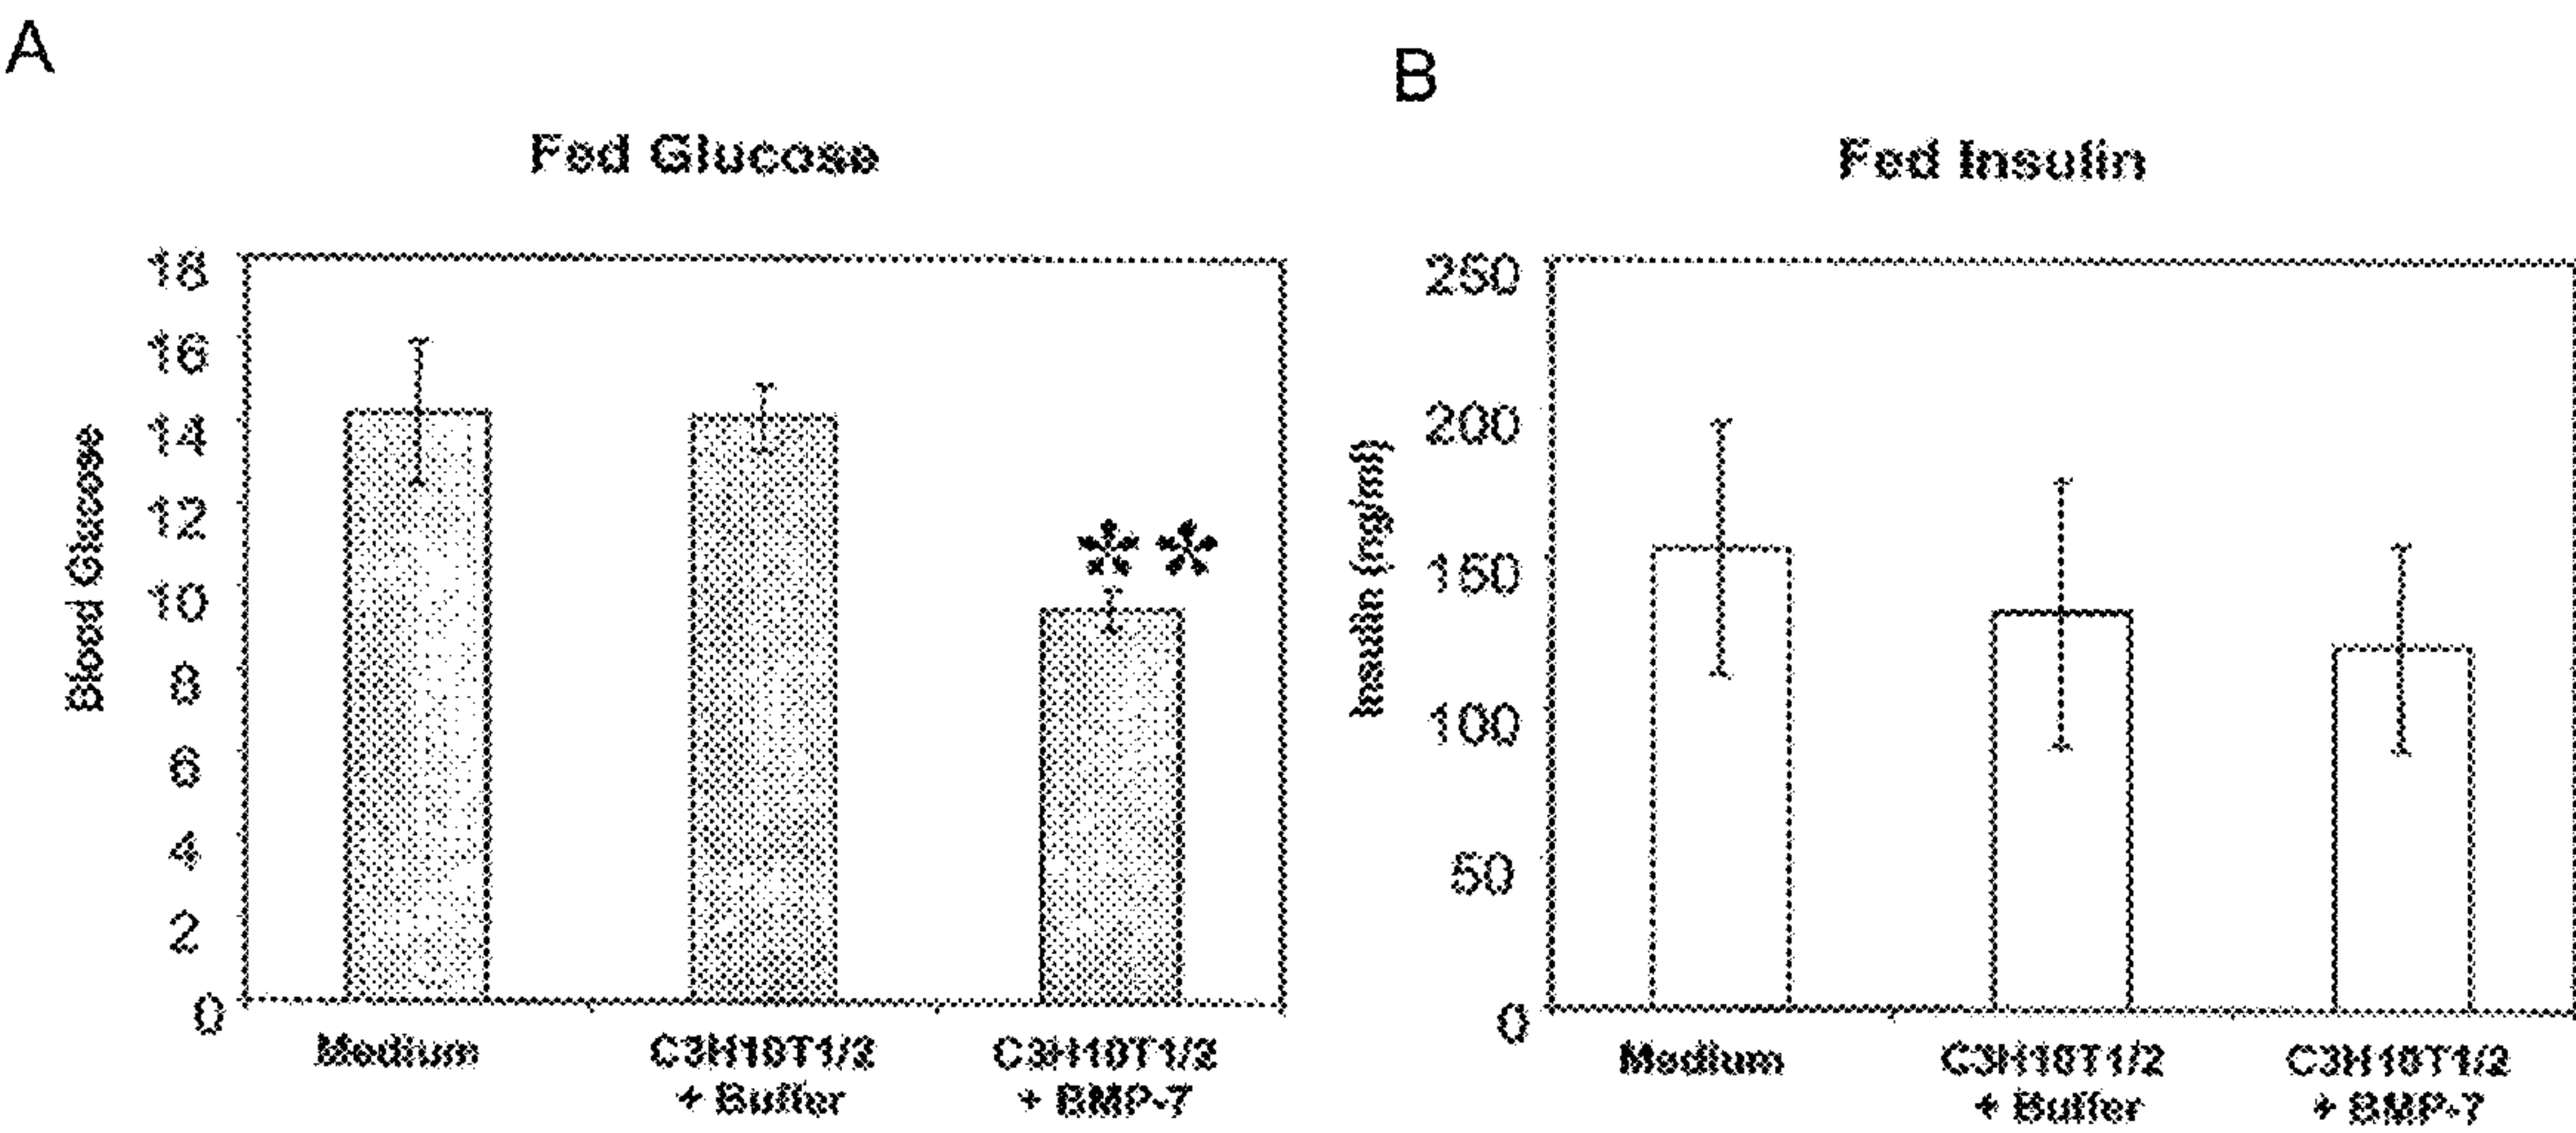 A
Fed Glucose
Blood Glucose
18
16
14
12
10
8
6
4
2
0
Medium
C3H10T1/2
+ Buffer
C3H10T1/2
+ BMP-7
**
B
Fed Insulin
Insulin (ng/ml)
250
200
150
100
50
0
Medium
C3H10T1/2
+ Buffer
C3H10T1/2
+ BMP-7